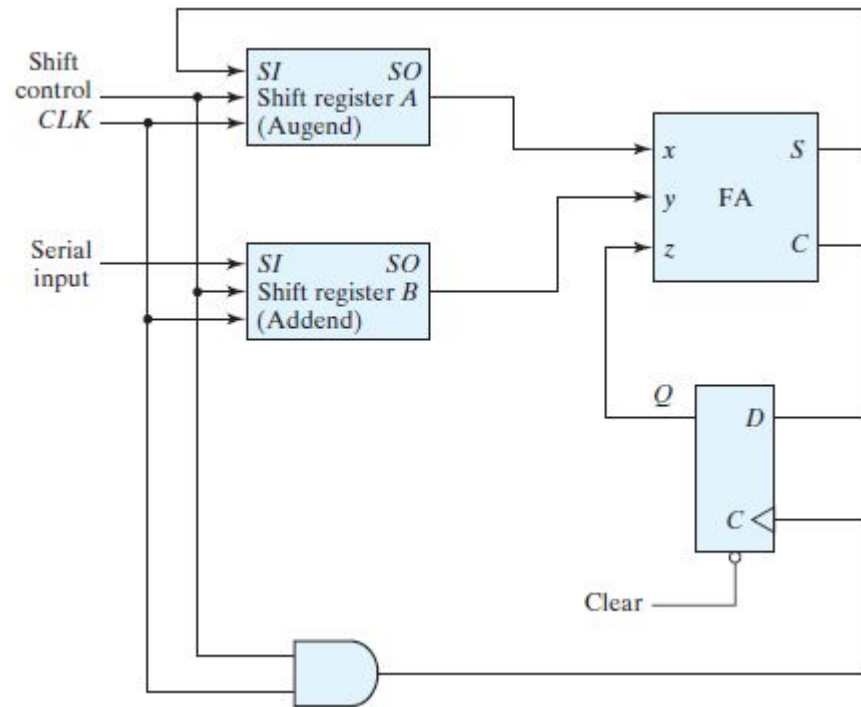 Shift
control
CLK
SI SO
Shift register A
(Augend)
Serial
input
SI SO
Shift register B
(Addend)
x S
y FA
z C
Q
D
C
Clear